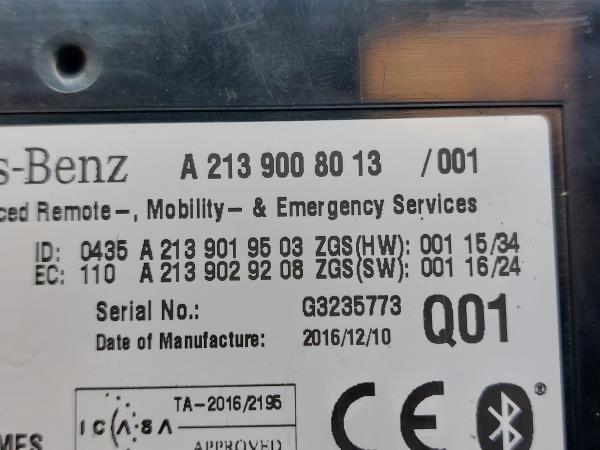 s-Benz A 213 900 80 13 /001
ced Remote-, Mobility- & Emergency Services
ID: 0435 A 213 901 95 03 ZGS(HW): 001 15/34
EC: 110 A 213 902 92 08 ZGS(SW): 001 16/24
Serial No.: G3235773 Q01
Date of Manufacture: 2016/12/10
TA-2016/2195
ICASA
APPROVED
CE
MES